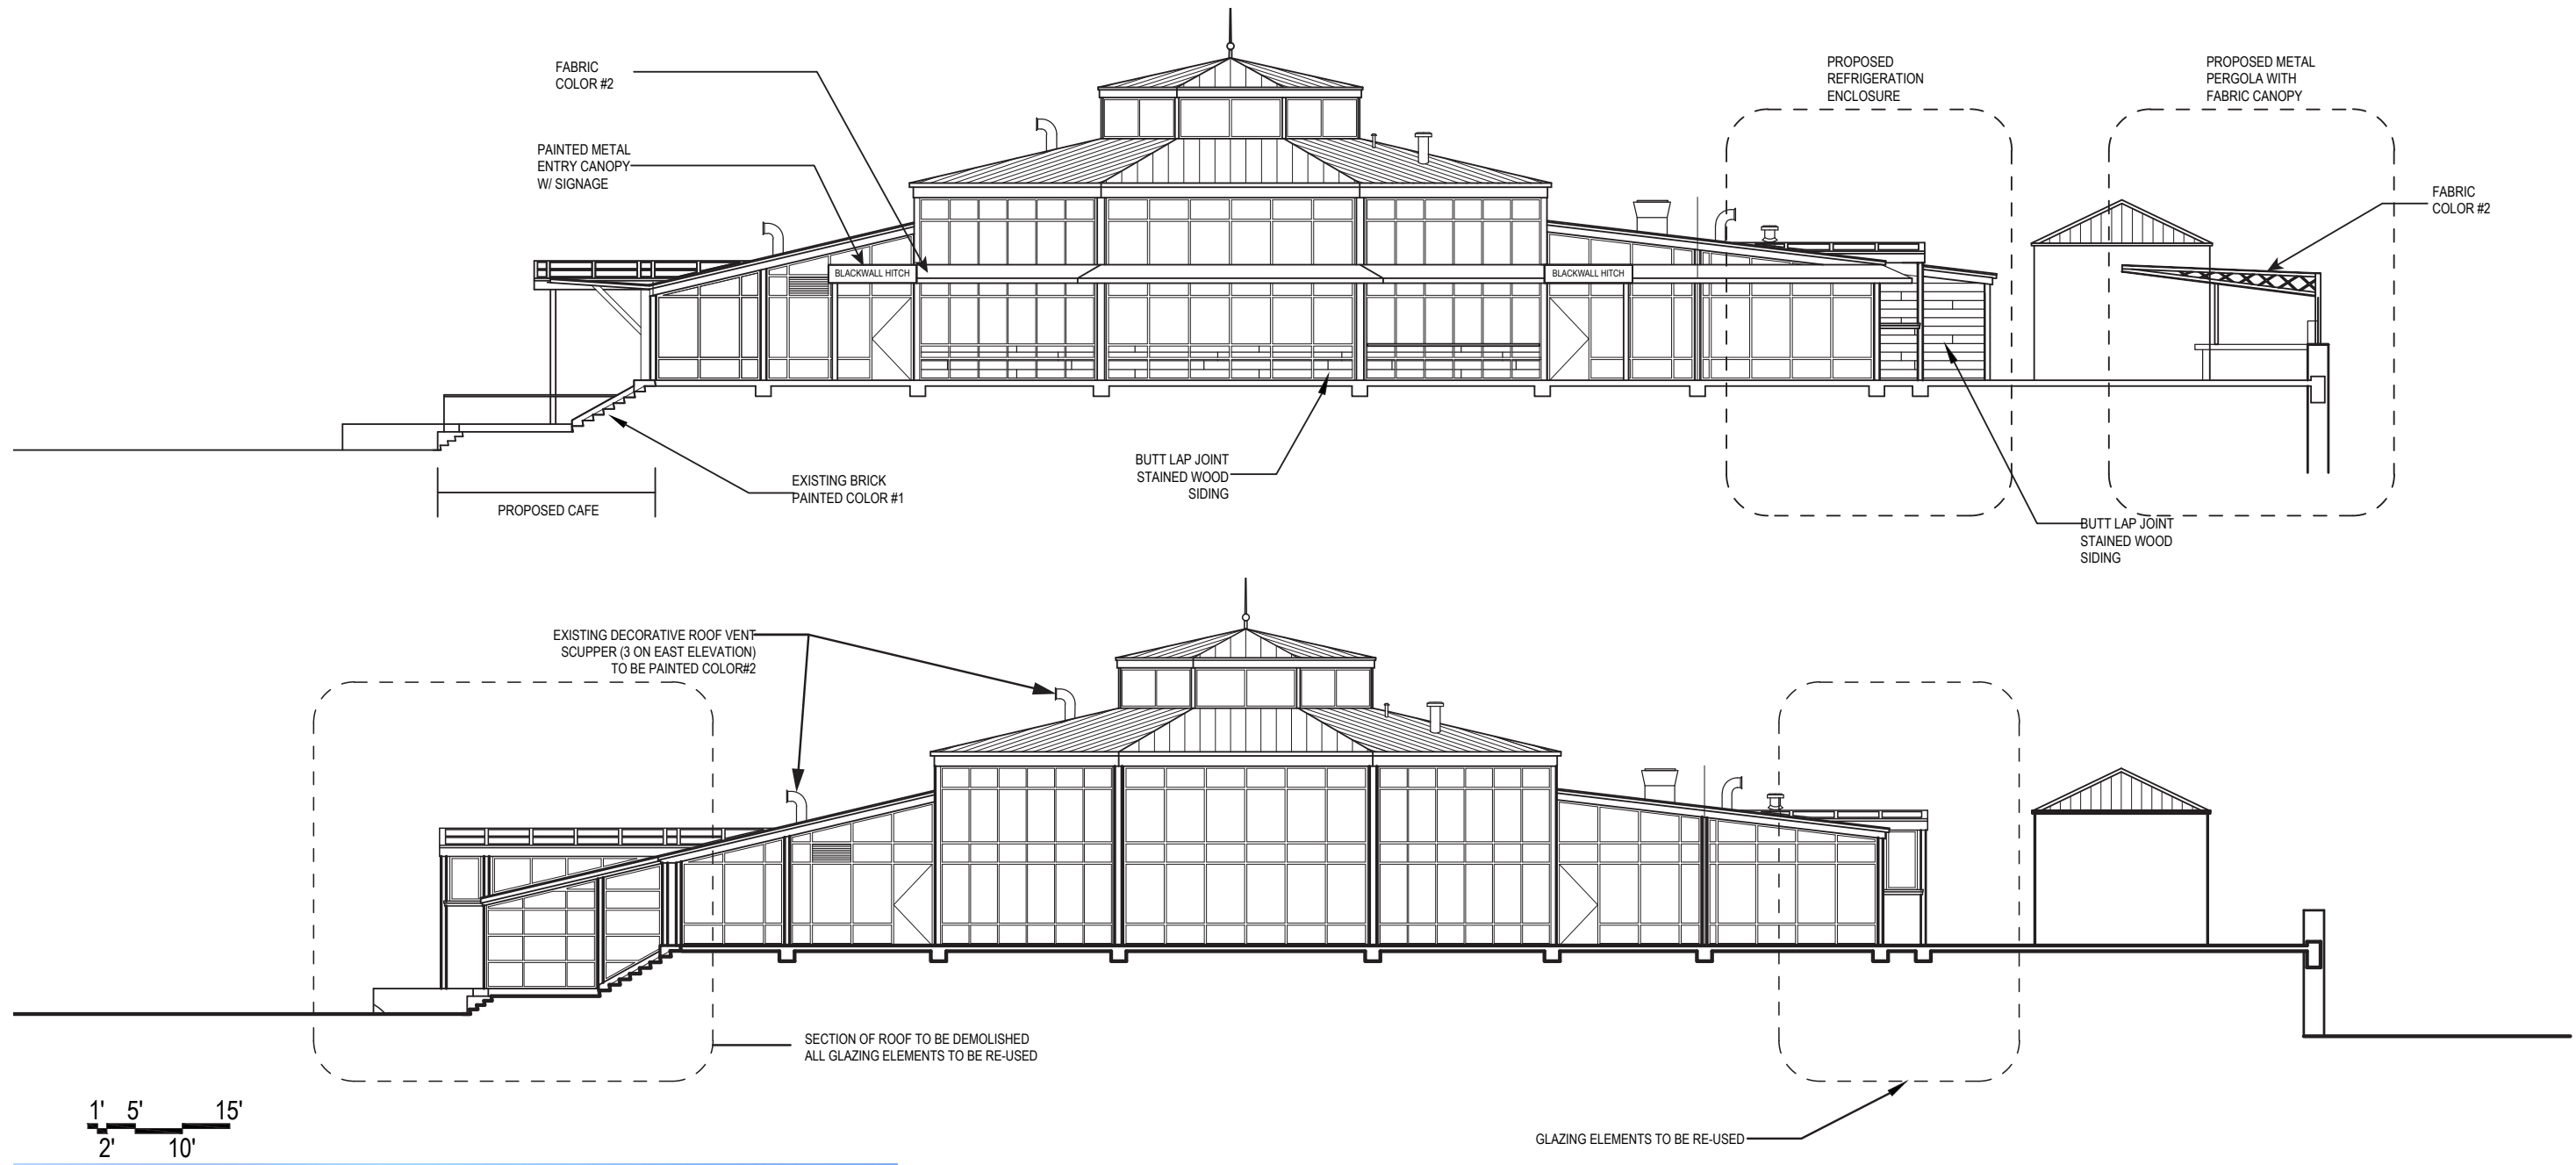 FABRIC
COLOR #2
PAINTED METAL
ENTRY CANOPY
W/ SIGNAGE
PROPOSED
REFRIGERATION
ENCLOSURE
PROPOSED METAL
PERGOLA WITH
FABRIC CANOPY
FABRIC
COLOR #2
BLACKWALL HITCH
BLACKWALL HITCH
BUTT LAP JOINT
STAINED WOOD
SIDING
EXISTING BRICK
PAINTED COLOR #1
PROPOSED CAFE
BUTT LAP JOINT
STAINED WOOD
SIDING
EXISTING DECORATIVE ROOF VENT
SCUPPER (3 ON EAST ELEVATION)
TO BE PAINTED COLOR#2
SECTION OF ROOF TO BE DEMOLISHED
ALL GLAZING ELEMENTS TO BE RE-USED
GLAZING ELEMENTS TO BE RE-USED
1' 5' 15'
2' 10'